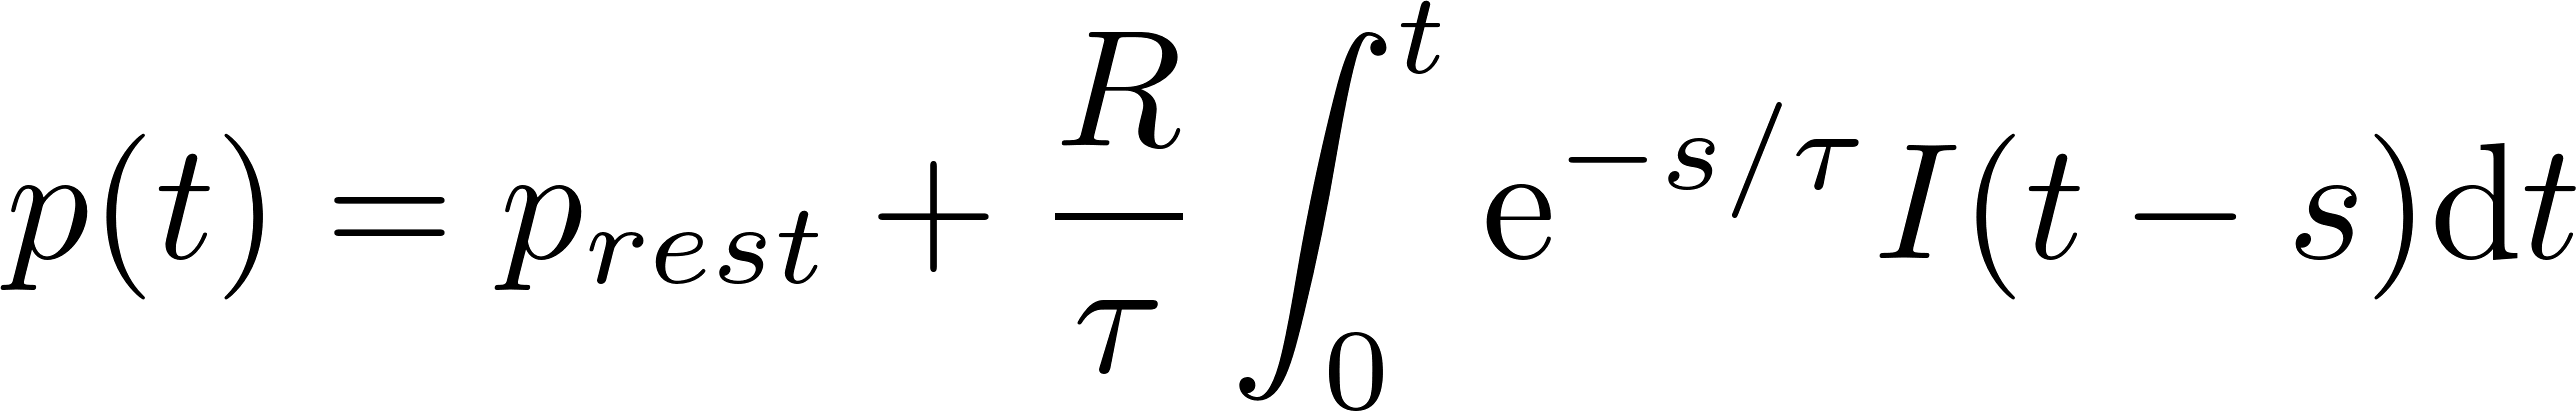 p(t) = p_{rest} + \frac{R}{\tau} \int_0^t e^{-s/\tau} I(t - s) dt